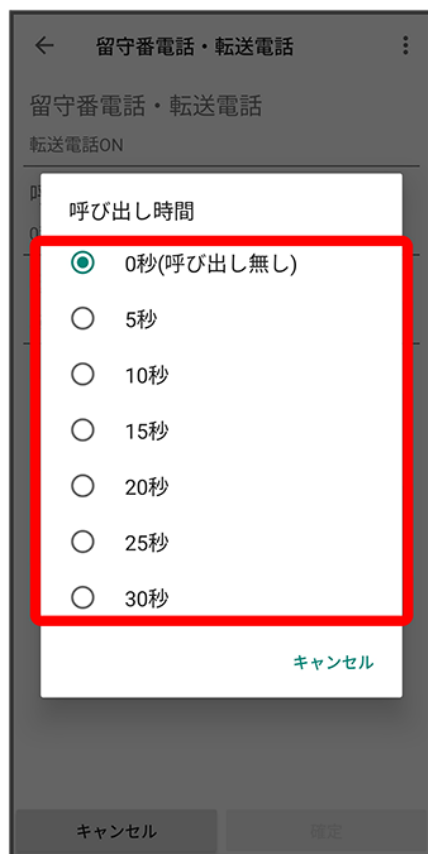 留守番電話・転送電話
留守番電話・転送電話
転送電話ON
呼び出し時間
0秒(呼び出し無し)
5秒
10秒
15秒
20秒
25秒
30秒
キャンセル
キャンセル
確定